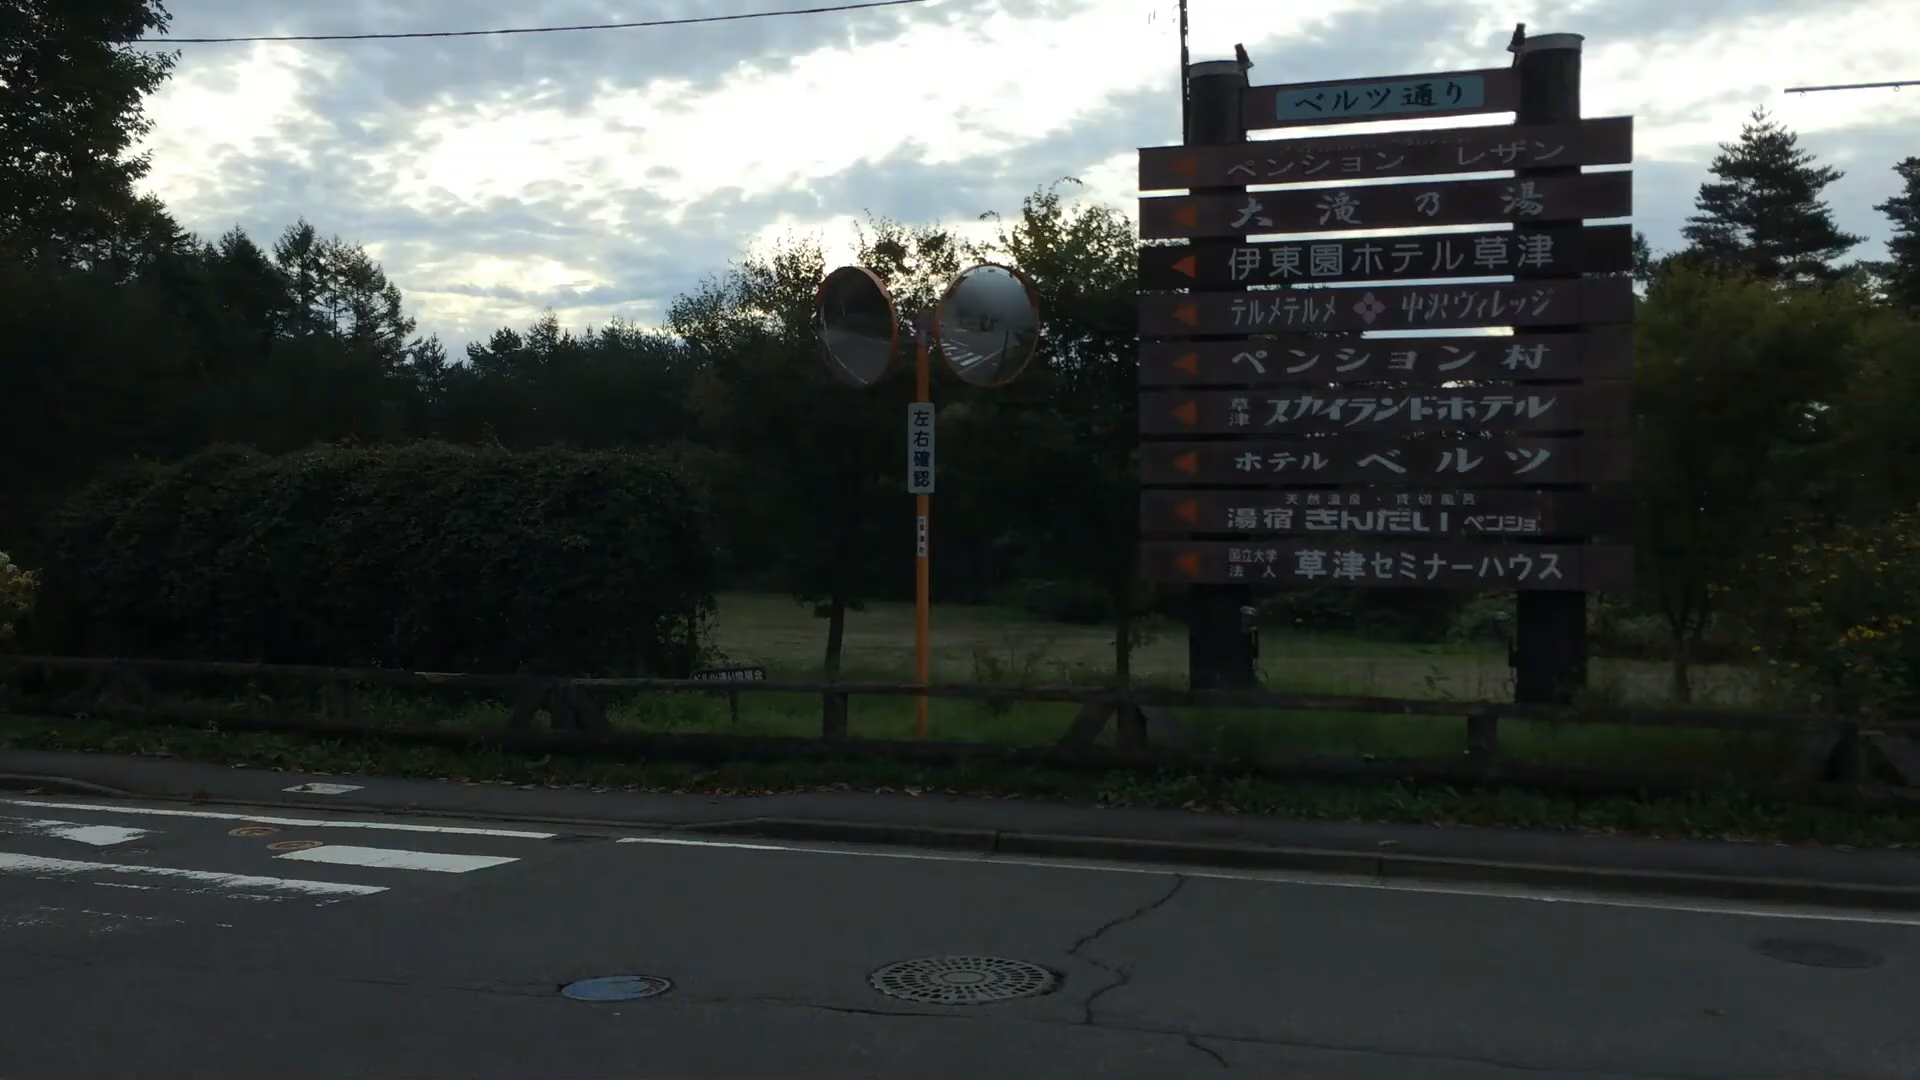 ベルツ通り
ペンション レザン
大滝乃湯
伊東園ホテル草津
テルメテルメ 中沢ヴィレッジ
ペンション村
草津 スカイランドホテル
ホテル ベルツ
天然温泉・貸切風呂
湯宿 きんだい ペンション
国立大学法人 草津セミナーハウス
左右確認